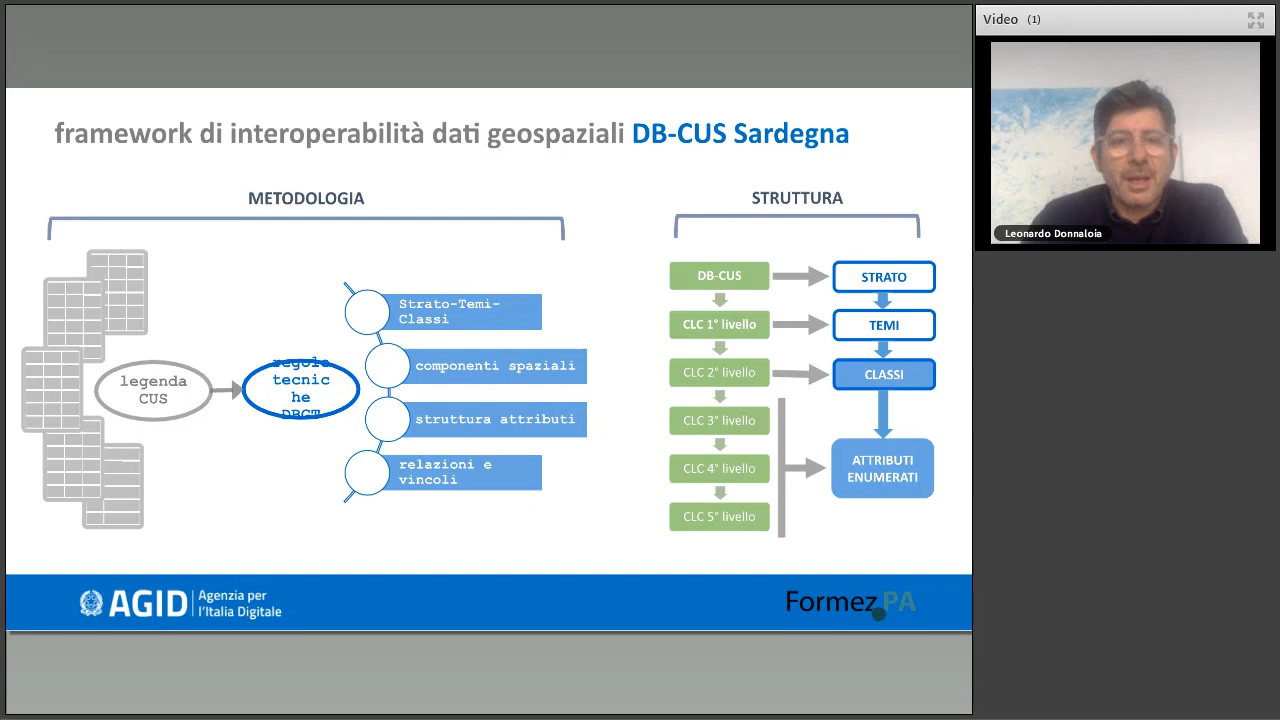 framework di interoperabilità dati geospaziali DB-CUS Sardegna
METODOLOGIA
legenda
CUS
regole
tecnic
he
DBGT
Strato-Temi-
Classi
componenti spaziali
struttura attributi
relazioni e
vincoli
STRUTTURA
DB-CUS
CLC 1° livello
CLC 2° livello
CLC 3° livello
CLC 4° livello
CLC 5° livello
STRATO
TEMI
CLASSI
ATTRIBUTI
ENUMERATI
AGID
Agenzia per
l'Italia Digitale
Formez PA
Video (1)
Leonardo Donnaloia